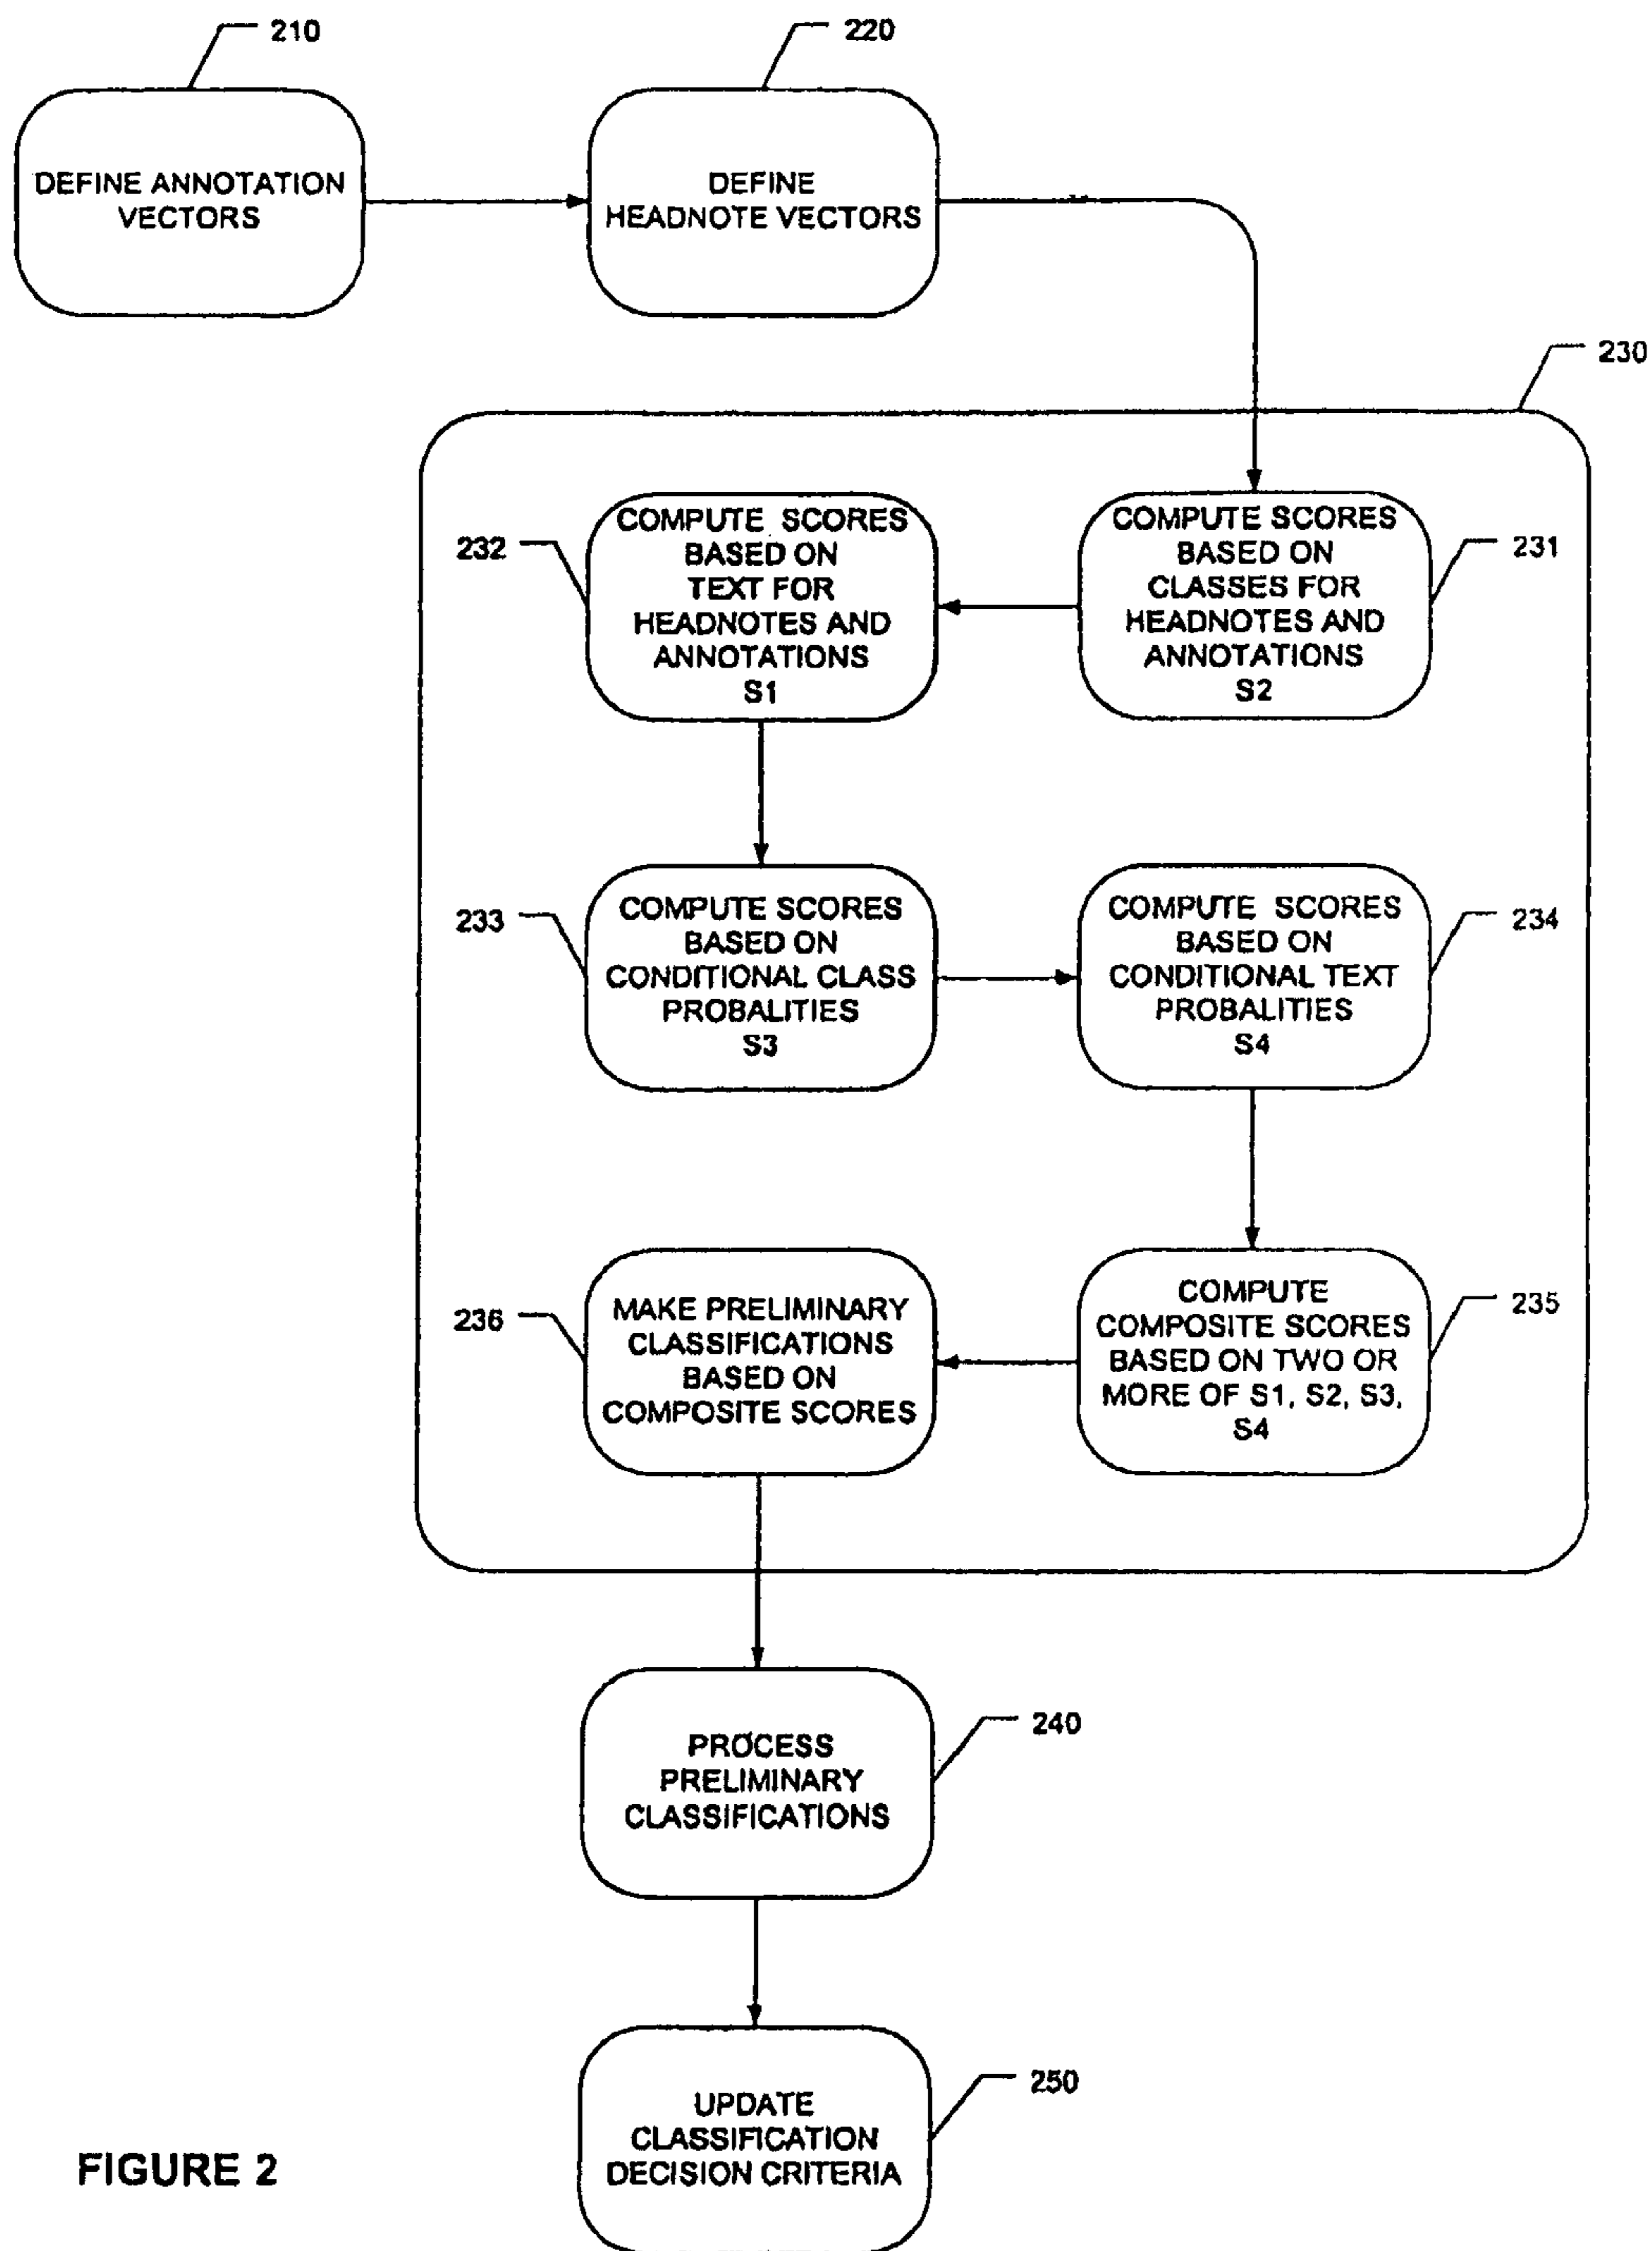 210
220
DEFINE ANNOTATION
VECTORS
DEFINE
HEADNOTE VECTORS
230
COMPUTE SCORES
BASED ON
TEXT FOR
HEADNOTES AND
ANNOTATIONS
S1
232
COMPUTE SCORES
BASED ON
CLASSES FOR
HEADNOTES AND
ANNOTATIONS
S2
231
233
COMPUTE SCORES
BASED ON
CONDITIONAL CLASS
PROBALITIES
S3
COMPUTE SCORES
BASED ON
CONDITIONAL TEXT
PROBALITIES
S4
234
236
MAKE PRELIMINARY
CLASSIFICATIONS
BASED ON
COMPOSITE SCORES
COMPUTE
COMPOSITE SCORES
BASED ON TWO OR
MORE OF S1, S2, S3,
S4
235
PROCESS
PRELIMINARY
CLASSIFICATIONS
240
UPDATE
CLASSIFICATION
DECISION CRITERIA
250
FIGURE 2